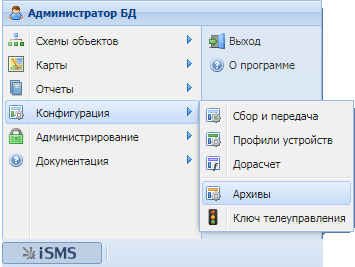 Администратор БД
Схемы объектов
Карты
Отчеты
Конфигурация
Администрирование
Документация
Выход
О программе
Сбор и передача
Профили устройств
Дорасчет
Архивы
Ключ телеуправления
iSMS